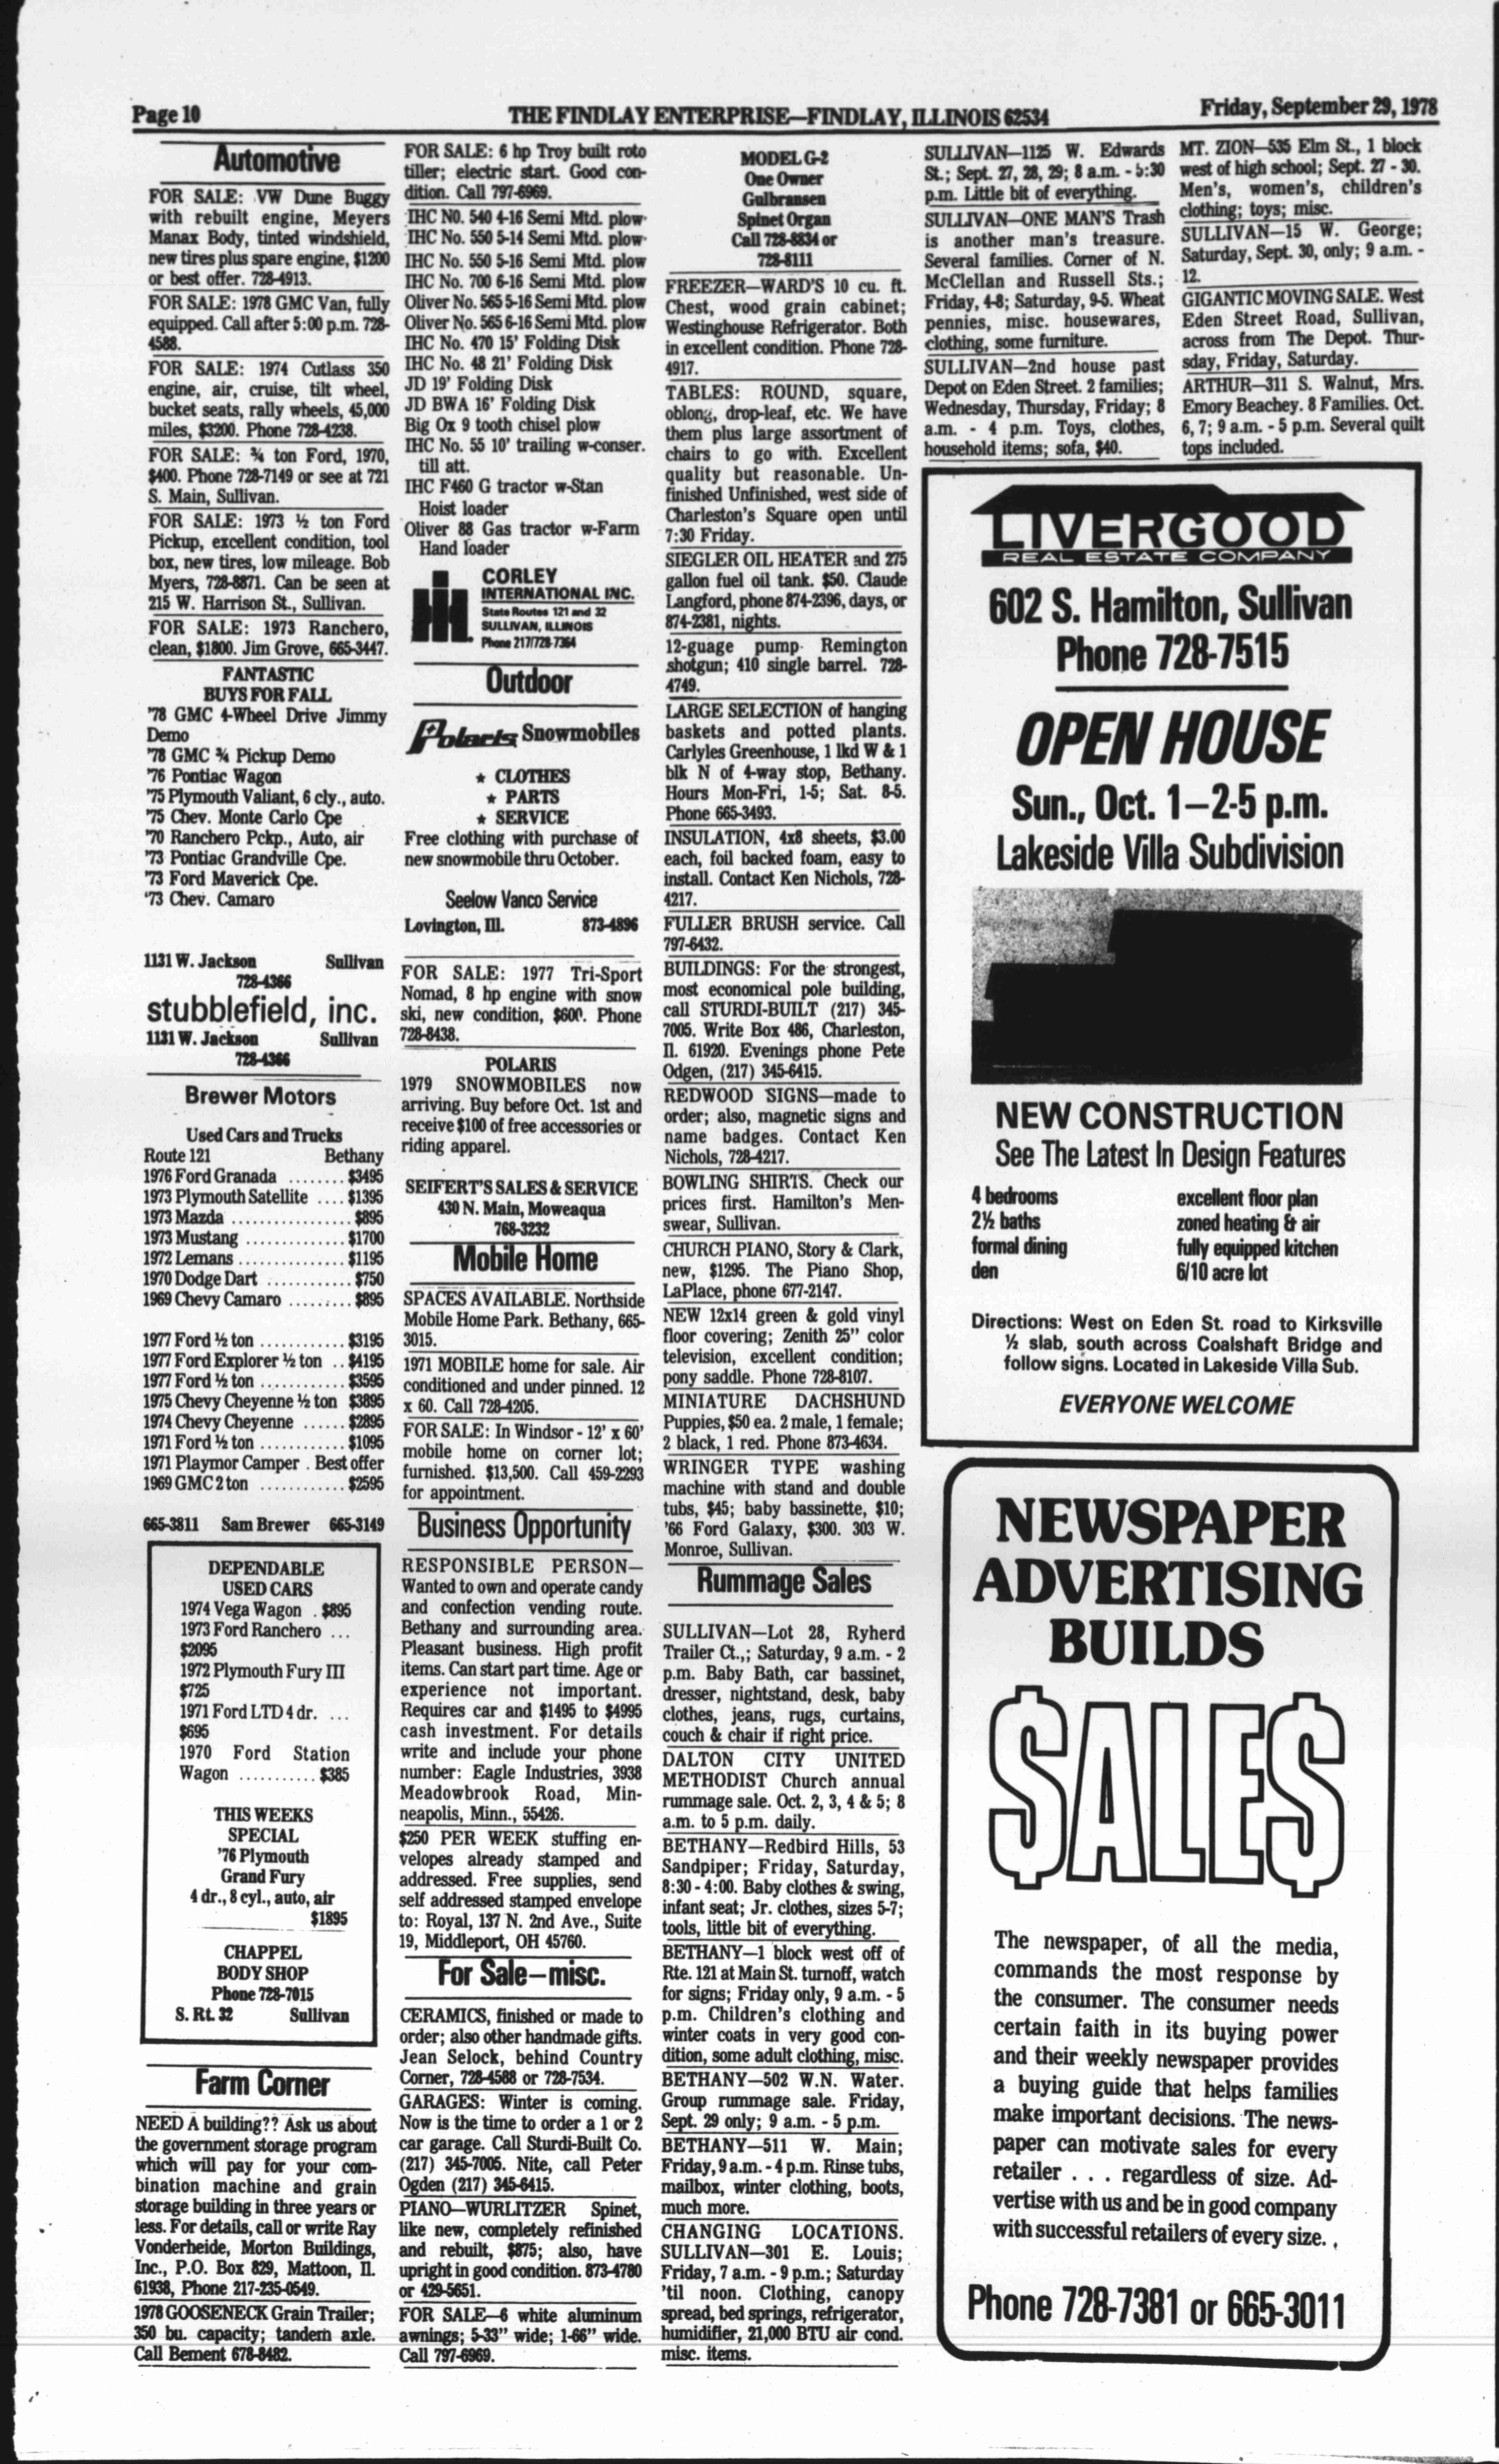 Page 10
THE FINDLAY ENTERPRISE—FINDLAY, ILLINOIS 62534
Friday, September 29, 1978
Automotive
FOR SALE: VW Dune Buggy
with rebuilt engine, Meyers
Manax Body, tinted windshield,
new tires plus spare engine, $1200
or best offer. 728-4913.
FOR SALE: 1978 GMC Van, fully
equipped. Call after 5:00 p.m. 728-
4588.
FOR SALE: 1974 Cutlass 350
engine, air, cruise, tilt wheel,
bucket seats, rally wheels, 45,000
miles, $3200. Phone 728-4238.
FOR SALE: ¾ ton Ford, 1970,
$400. Phone 728-7149 or see at 721
S. Main, Sullivan.
FOR SALE: 1973 ½ ton Ford
Pickup, excellent condition, tool
box, new tires, low mileage. Bob
Myers, 728-8871. Can be seen at
215 W. Harrison St., Sullivan.
FOR SALE: 1973 Ranchero,
clean, $1800. Jim Grove, 665-3447.
FANTASTIC
BUYS FOR FALL
'78 GMC 4-Wheel Drive Jimmy
Demo
'78 GMC ¾ Pickup Demo
'76 Pontiac Wagon
'75 Plymouth Valiant, 6 cly., auto.
'75 Chev. Monte Carlo Cpe
'70 Ranchero Pckp., Auto, air
'73 Pontiac Grandville Cpe.
'73 Ford Maverick Cpe.
'73 Chev. Camaro
1131 W. Jackson Sullivan
728-4366
stubblefield, inc.
1131 W. Jackson Sullivan
728-4366
Brewer Motors
Used Cars and Trucks
Route 121 Bethany
1976 Ford Granada ........ $3495
1973 Plymouth Satellite .... $1395
1973 Mazda ................. $895
1973 Mustang .............. $1700
1972 Lemans ............... $1195
1970 Dodge Dart ............ $750
1969 Chevy Camaro ......... $895
1977 Ford ½ ton ............ $3195
1977 Ford Explorer ½ ton .. $4195
1977 Ford ½ ton ............ $3595
1975 Chevy Cheyenne ½ ton $3895
1974 Chevy Cheyenne ...... $2895
1971 Ford ½ ton ............ $1095
1971 Playmor Camper . Best offer
1969 GMC 2 ton ............ $2595
665-3811 Sam Brewer 665-3149
DEPENDABLE
USED CARS
1974 Vega Wagon . $895
1973 Ford Ranchero ...
$2095
1972 Plymouth Fury III
$725
1971 Ford LTD 4 dr. ...
$695
1970 Ford Station
Wagon ........... $385
THIS WEEKS
SPECIAL
'76 Plymouth
Grand Fury
4 dr., 8 cyl., auto, air
$1895
CHAPPEL
BODY SHOP
Phone 728-7015
S. Rt. 32 Sullivan
Farm Corner
NEED A building?? Ask us about
the government storage program
which will pay for your com-
bination machine and grain
storage building in three years or
less. For details, call or write Ray
Vonderheide, Morton Buildings,
Inc., P.O. Box 829, Mattoon, Il.
61938, Phone 217-235-0549.
1978 GOOSENECK Grain Trailer;
350 bu. capacity; tandem axle.
Call Bement 678-8482.
FOR SALE: 6 hp Troy built roto
tiller; electric start. Good con-
dition. Call 797-6969.
IHC NO. 540 4-16 Semi Mtd. plow
IHC No. 550 5-14 Semi Mtd. plow
IHC No. 550 5-16 Semi Mtd. plow
IHC No. 700 6-16 Semi Mtd. plow
Oliver No. 565 5-16 Semi Mtd. plow
Oliver No. 565 6-16 Semi Mtd. plow
IHC No. 470 15' Folding Disk
IHC No. 48 21' Folding Disk
JD 19' Folding Disk
JD BWA 16' Folding Disk
Big Ox 9 tooth chisel plow
IHC No. 55 10' trailing w-conser.
till att.
IHC F460 G tractor w-Stan
Hoist loader
Oliver 88 Gas tractor w-Farm
Hand loader
CORLEY
INTERNATIONAL INC.
State Routes 121 and 32
SULLIVAN, ILLINOIS
Phone 217/728-7364
Outdoor
Polaris Snowmobiles
★ CLOTHES
★ PARTS
★ SERVICE
Free clothing with purchase of
new snowmobile thru October.
Seelow Vanco Service
Lovington, Ill. 873-4896
FOR SALE: 1977 Tri-Sport
Nomad, 8 hp engine with snow
ski, new condition, $600. Phone
728-8438.
POLARIS
1979 SNOWMOBILES now
arriving. Buy before Oct. 1st and
receive $100 of free accessories or
riding apparel.
SEIFERT'S SALES & SERVICE
430 N. Main, Moweaqua
768-3232
Mobile Home
SPACES AVAILABLE. Northside
Mobile Home Park. Bethany, 665-
3015.
1971 MOBILE home for sale. Air
conditioned and under pinned. 12
x 60. Call 728-4205.
FOR SALE: In Windsor - 12' x 60'
mobile home on corner lot;
furnished. $13,500. Call 459-2293
for appointment.
Business Opportunity
RESPONSIBLE PERSON—
Wanted to own and operate candy
and confection vending route.
Bethany and surrounding area.
Pleasant business. High profit
items. Can start part time. Age or
experience not important.
Requires car and $1495 to $4995
cash investment. For details
write and include your phone
number: Eagle Industries, 3938
Meadowbrook Road, Min-
neapolis, Minn., 55426.
$250 PER WEEK stuffing en-
velopes already stamped and
addressed. Free supplies, send
self addressed stamped envelope
to: Royal, 137 N. 2nd Ave., Suite
19, Middleport, OH 45760.
For Sale—misc.
CERAMICS, finished or made to
order; also other handmade gifts.
Jean Selock, behind Country
Corner, 728-4588 or 728-7534.
GARAGES: Winter is coming.
Now is the time to order a 1 or 2
car garage. Call Sturdi-Built Co.
(217) 345-7005. Nite, call Peter
Ogden (217) 345-6415.
PIANO—WURLITZER Spinet,
like new, completely refinished
and rebuilt, $875; also, have
upright in good condition. 873-4780
or 429-5651.
FOR SALE—6 white aluminum
awnings; 5-33" wide; 1-66" wide.
Call 797-6969.
MODEL G-2
One Owner
Gulbransen
Spinet Organ
Call 728-8834 or
728-8111
FREEZER—WARD'S 10 cu. ft.
Chest, wood grain cabinet;
Westinghouse Refrigerator. Both
in excellent condition. Phone 728-
4917.
TABLES: ROUND, square,
oblong, drop-leaf, etc. We have
them plus large assortment of
chairs to go with. Excellent
quality but reasonable. Un-
finished Unfinished, west side of
Charleston's Square open until
7:30 Friday.
SIEGLER OIL HEATER and 275
gallon fuel oil tank. $50. Claude
Langford, phone 874-2396, days, or
874-2381, nights.
12-guage pump Remington
shotgun; 410 single barrel. 728-
4749.
LARGE SELECTION of hanging
baskets and potted plants.
Carlyles Greenhouse, 1 lkd W & 1
blk N of 4-way stop, Bethany.
Hours Mon-Fri, 1-5; Sat. 8-5.
Phone 665-3493.
INSULATION, 4x8 sheets, $3.00
each, foil backed foam, easy to
install. Contact Ken Nichols, 728-
4217.
FULLER BRUSH service. Call
797-6432.
BUILDINGS: For the strongest,
most economical pole building,
call STURDI-BUILT (217) 345-
7005. Write Box 486, Charleston,
Il. 61920. Evenings phone Pete
Odgen, (217) 345-6415.
REDWOOD SIGNS—made to
order; also, magnetic signs and
name badges. Contact Ken
Nichols, 728-4217.
BOWLING SHIRTS. Check our
prices first. Hamilton's Men-
swear, Sullivan.
CHURCH PIANO, Story & Clark,
new, $1295. The Piano Shop,
LaPlace, phone 677-2147.
NEW 12x14 green & gold vinyl
floor covering; Zenith 25" color
television, excellent condition;
pony saddle. Phone 728-8107.
MINIATURE DACHSHUND
Puppies, $50 ea. 2 male, 1 female;
2 black, 1 red. Phone 873-4634.
WRINGER TYPE washing
machine with stand and double
tubs, $45; baby bassinette, $10;
'66 Ford Galaxy, $300. 303 W.
Monroe, Sullivan.
Rummage Sales
SULLIVAN—Lot 28, Ryherd
Trailer Ct.,; Saturday, 9 a.m. - 2
p.m. Baby Bath, car bassinet,
dresser, nightstand, desk, baby
clothes, jeans, rugs, curtains,
couch & chair if right price.
DALTON CITY UNITED
METHODIST Church annual
rummage sale. Oct. 2, 3, 4 & 5; 8
a.m. to 5 p.m. daily.
BETHANY—Redbird Hills, 53
Sandpiper; Friday, Saturday,
8:30 - 4:00. Baby clothes & swing,
infant seat; Jr. clothes, sizes 5-7;
tools, little bit of everything.
BETHANY—1 block west off of
Rte. 121 at Main St. turnoff, watch
for signs; Friday only, 9 a.m. - 5
p.m. Children's clothing and
winter coats in very good con-
dition, some adult clothing, misc.
BETHANY—502 W.N. Water.
Group rummage sale. Friday,
Sept. 29 only; 9 a.m. - 5 p.m.
BETHANY—511 W. Main;
Friday, 9 a.m. - 4 p.m. Rinse tubs,
mailbox, winter clothing, boots,
much more.
CHANGING LOCATIONS.
SULLIVAN—301 E. Louis;
Friday, 7 a.m. - 9 p.m.; Saturday
'til noon. Clothing, canopy
spread, bed springs, refrigerator,
humidifier, 21,000 BTU air cond.
misc. items.
SULLIVAN—1125 W. Edwards
St.; Sept. 27, 28, 29; 8 a.m. - 5:30
p.m. Little bit of everything.
SULLIVAN—ONE MAN'S Trash
is another man's treasure.
Several families. Corner of N.
McClellan and Russell Sts.;
Friday, 4-8; Saturday, 9-5. Wheat
pennies, misc. housewares,
clothing, some furniture.
SULLIVAN—2nd house past
Depot on Eden Street. 2 families;
Wednesday, Thursday, Friday; 8
a.m. - 4 p.m. Toys, clothes,
household items; sofa, $40.
MT. ZION—535 Elm St., 1 block
west of high school; Sept. 27 - 30.
Men's, women's, children's
clothing; toys; misc.
SULLIVAN—15 W. George;
Saturday, Sept. 30, only; 9 a.m. -
12.
GIGANTIC MOVING SALE. West
Eden Street Road, Sullivan,
across from The Depot. Thur-
sday, Friday, Saturday.
ARTHUR—311 S. Walnut, Mrs.
Emory Beachey. 8 Families. Oct.
6, 7; 9 a.m. - 5 p.m. Several quilt
tops included.
LIVERGOOD
REAL ESTATE COMPANY
602 S. Hamilton, Sullivan
Phone 728-7515
OPEN HOUSE
Sun., Oct. 1—2-5 p.m.
Lakeside Villa Subdivision
NEW CONSTRUCTION
See The Latest In Design Features
4 bedrooms excellent floor plan
2½ baths zoned heating & air
formal dining fully equipped kitchen
den 6/10 acre lot
Directions: West on Eden St. road to Kirksville
½ slab, south across Coalshaft Bridge and
follow signs. Located in Lakeside Villa Sub.
EVERYONE WELCOME
NEWSPAPER
ADVERTISING
BUILDS
$ALE$
The newspaper, of all the media,
commands the most response by
the consumer. The consumer needs
certain faith in its buying power
and their weekly newspaper provides
a buying guide that helps families
make important decisions. The news-
paper can motivate sales for every
retailer . . . regardless of size. Ad-
vertise with us and be in good company
with successful retailers of every size.
Phone 728-7381 or 665-3011